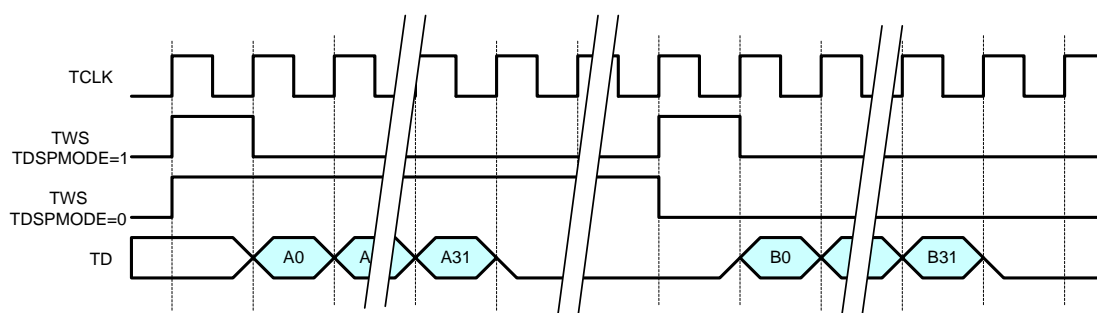 TCLK
TWS
TDSPMODE=1
TWS
TDSPMODE=0
TD
A0
A
A31
B0
B31